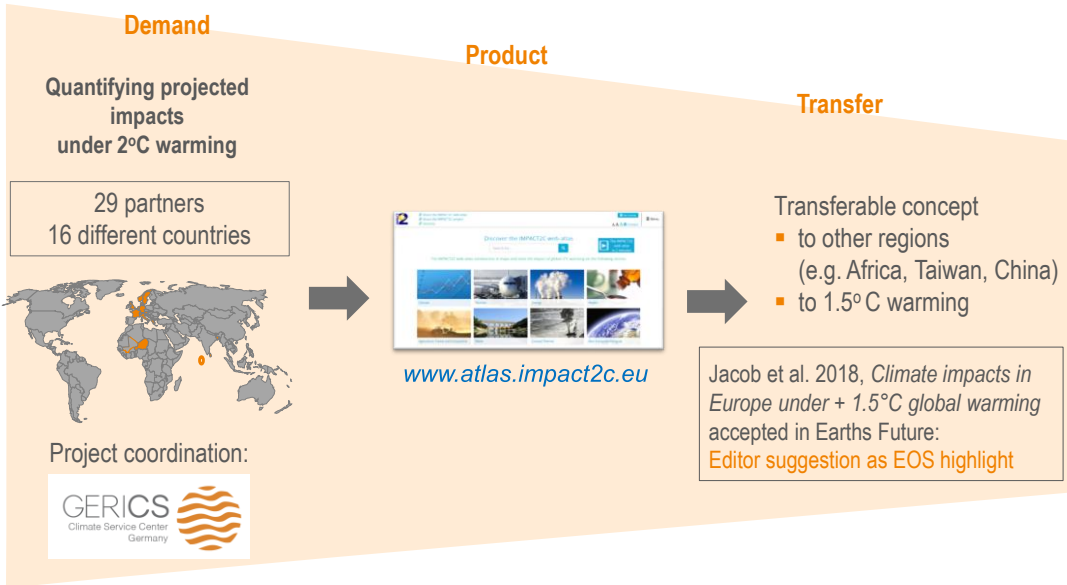 Demand
Quantifying projected
impacts
under 2°C warming
29 partners
16 different countries
Project coordination:
GERICS
Climate Service Center
Germany
Product
Discover the IMPACT2C web-atlas
www.atlas.impact2c.eu
Transfer
Transferable concept
▪ to other regions
(e.g. Africa, Taiwan, China)
▪ to 1.5° C warming
Jacob et al. 2018, Climate impacts in
Europe under + 1.5°C global warming
accepted in Earths Future:
Editor suggestion as EOS highlight